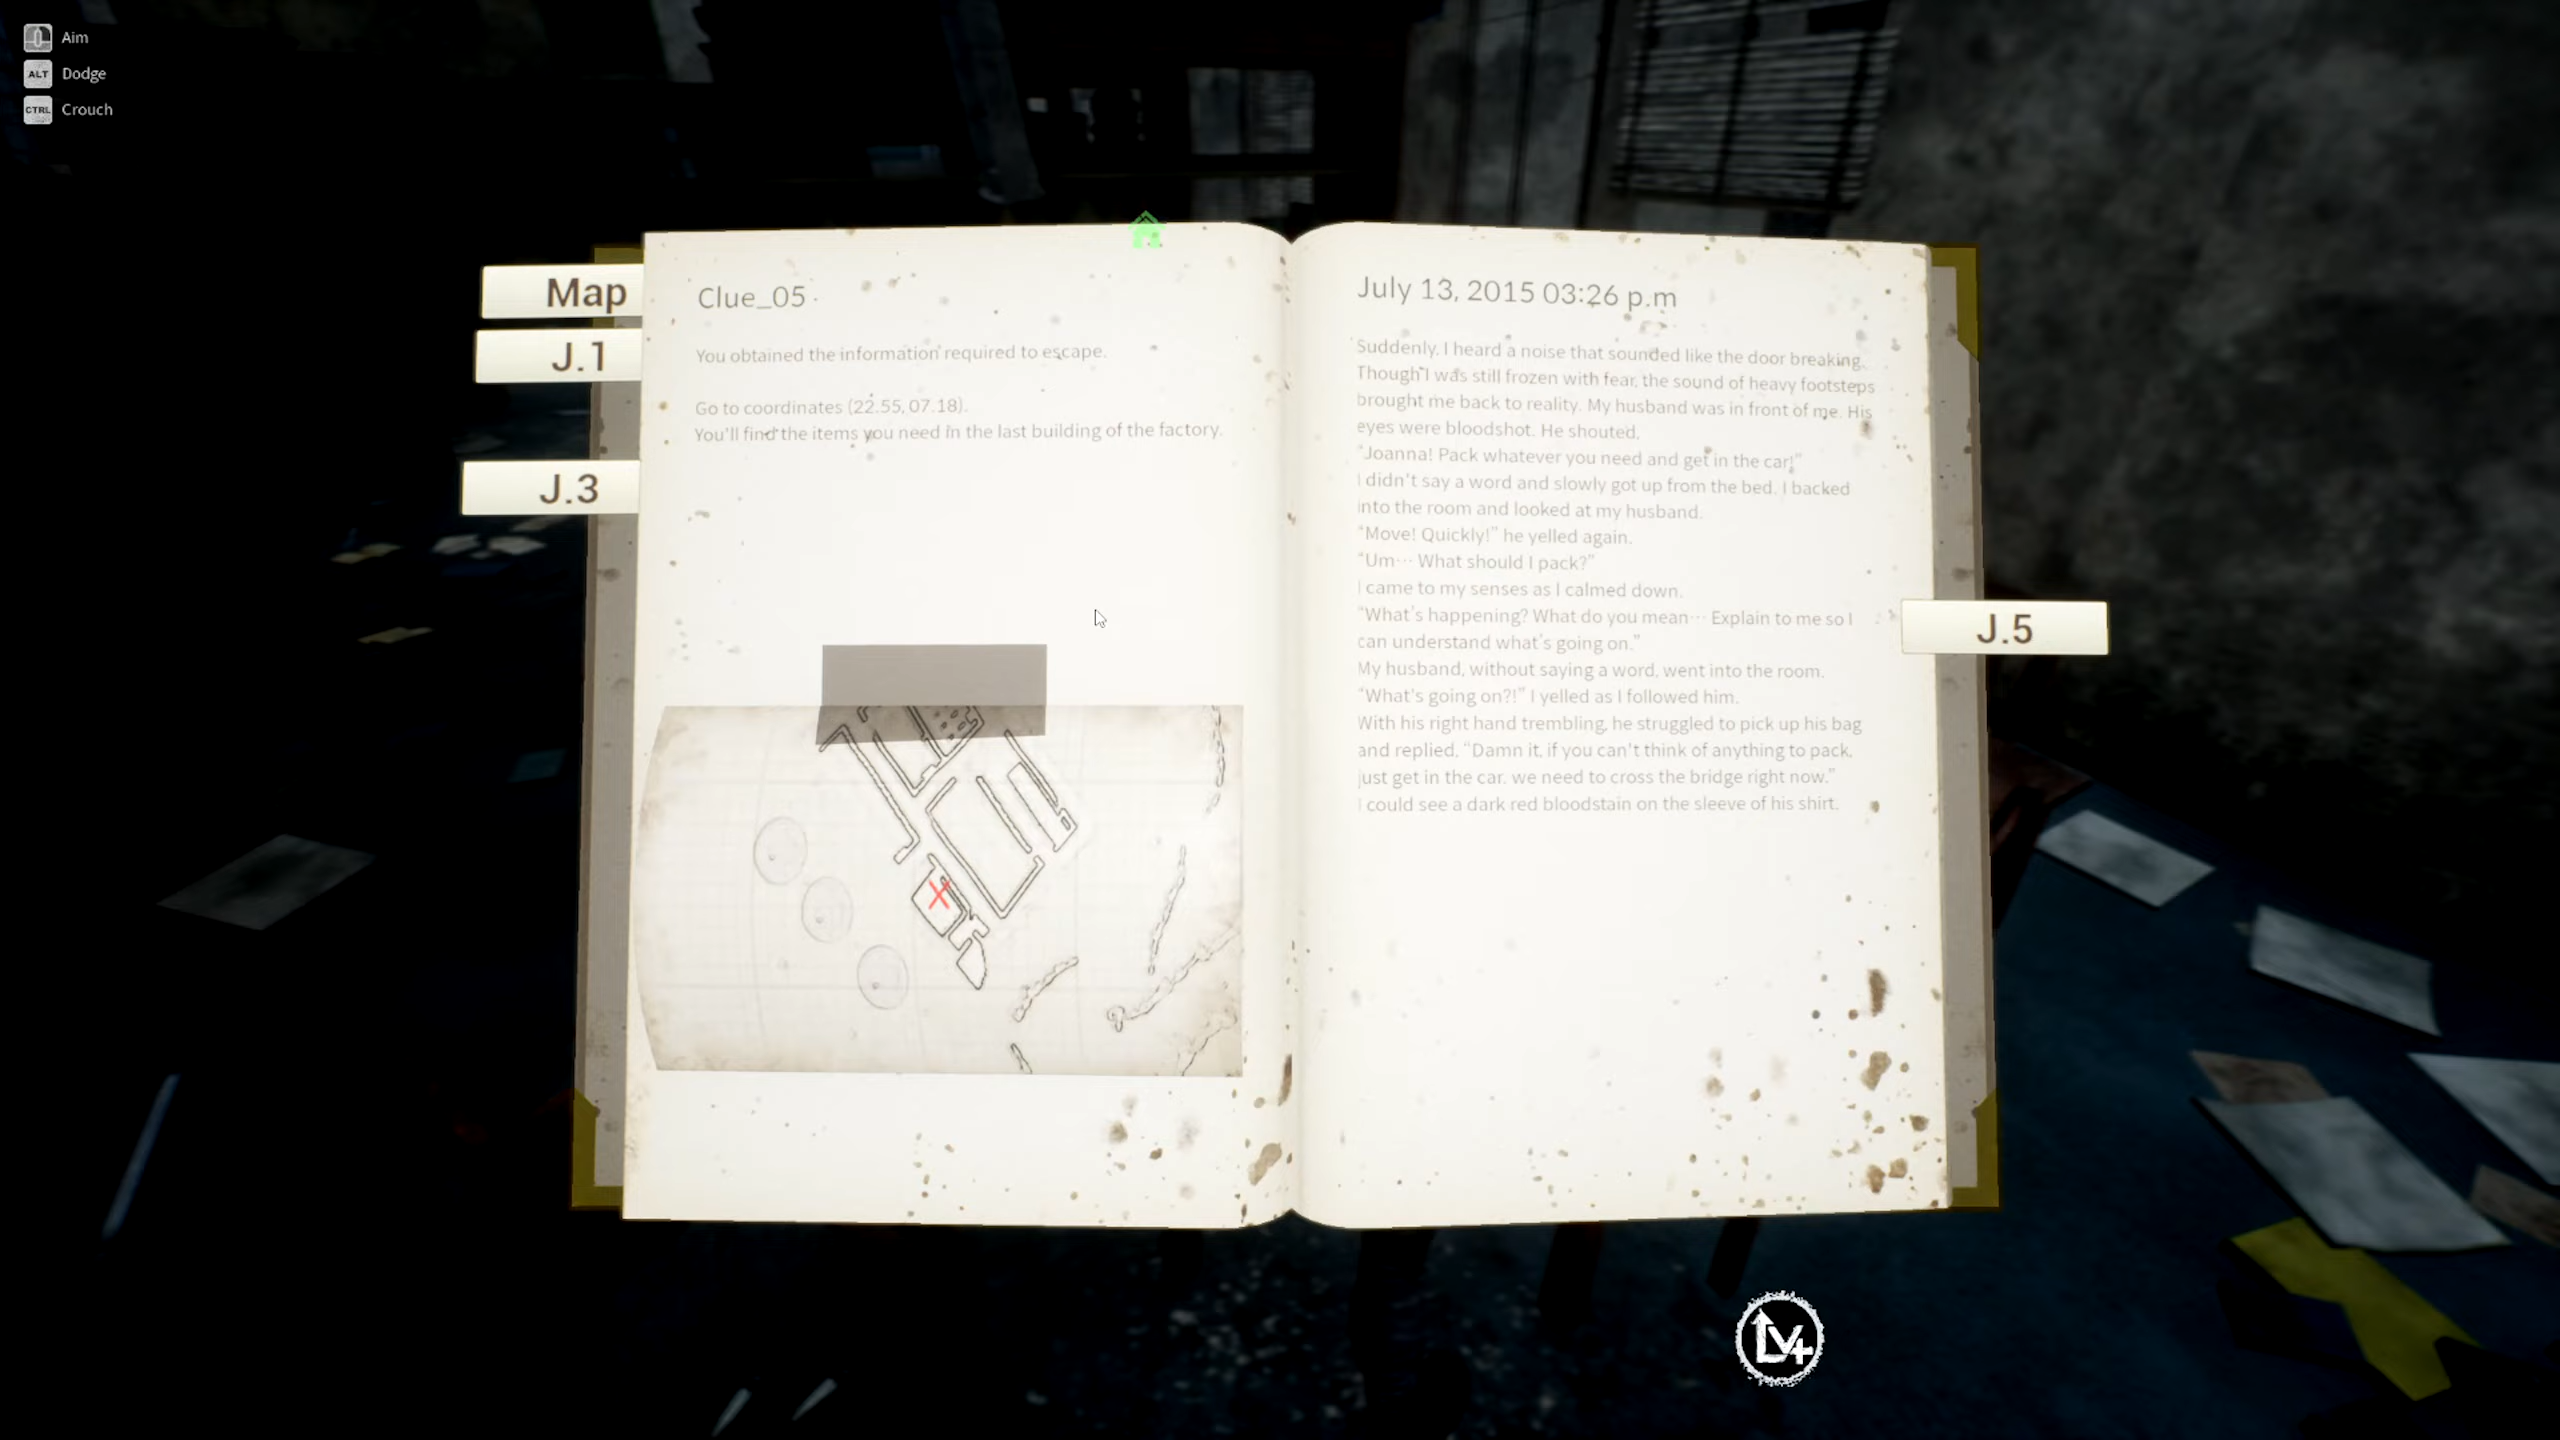 Aim
ALT Dodge
CTRL Crouch
Map
J.1
J.3
J.5
Clue_05
You obtained the information required to escape.
Go to coordinates (22.55, 07.18).
You'll find the items you need in the last building of the factory.
July 13, 2015 03:26 p.m
Suddenly, I heard a noise that sounded like the door breaking.
Though I was still frozen with fear, the sound of heavy footsteps
brought me back to reality. My husband was in front of me. His
eyes were bloodshot. He shouted,
“Joanna! Pack whatever you need and get in the car!”
I didn't say a word and slowly got up from the bed. I backed
into the room and looked at my husband.
“Move! Quickly!” he yelled again.
“Um··· What should I pack?”
I came to my senses as I calmed down.
“What's happening? What do you mean··· Explain to me so I
can understand what's going on.”
My husband, without saying a word, went into the room.
“What's going on?!” I yelled as I followed him.
With his right hand trembling, he struggled to pick up his bag
and replied, “Damn it, if you can't think of anything to pack,
just get in the car. we need to cross the bridge right now.”
I could see a dark red bloodstain on the sleeve of his shirt.
LV+